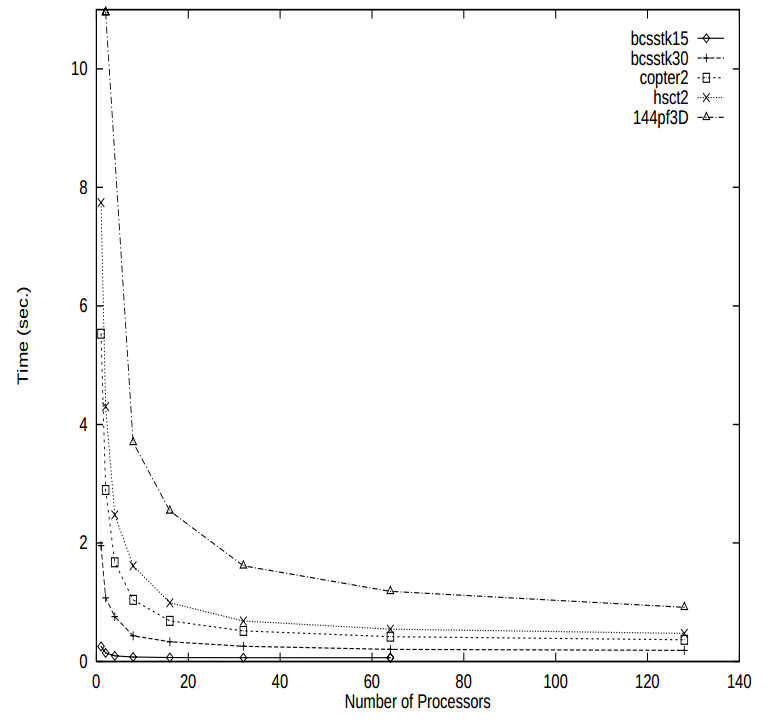 bcsstk15
bcsstk30
copter2
hsct2
144pf3D
10
8
6
4
2
0
Time (sec.)
0 20 40 60 80 100 120 140
Number of Processors